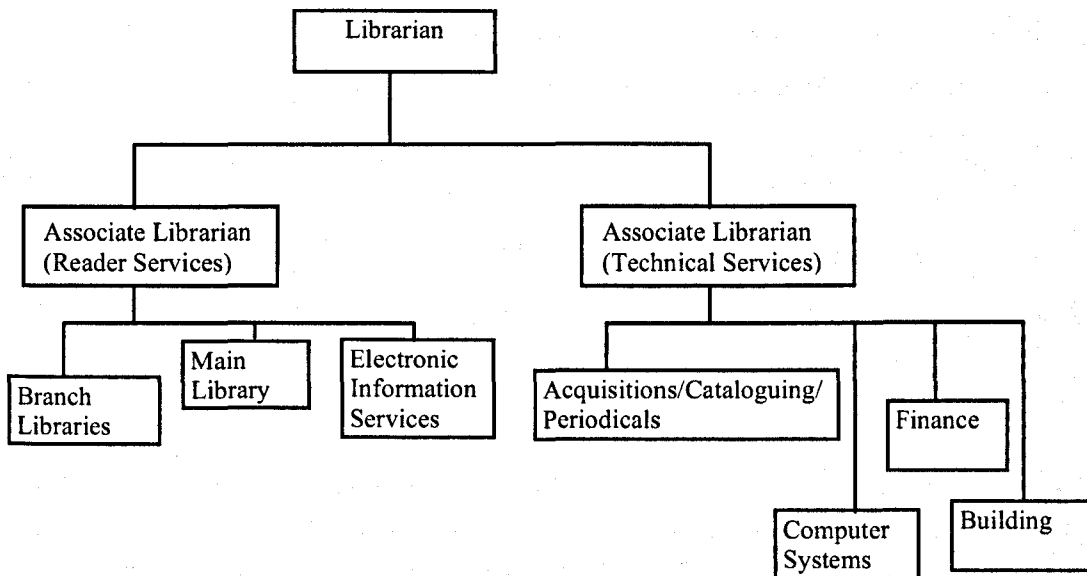 Librarian
Associate Librarian
(Reader Services)
Associate Librarian
(Technical Services)
Branch
Libraries
Main
Library
Electronic
Information
Services
Acquisitions/Cataloguing/
Periodicals
Computer
Systems
Finance
Building